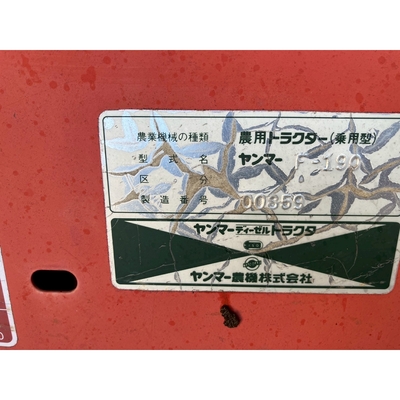 農業機械の種類 農用トラクター(乗用型)
型式名 ヤンマー
区分
製造番号 00359
ヤンマーディーゼルトラクタ
ヤンマー農機株式会社